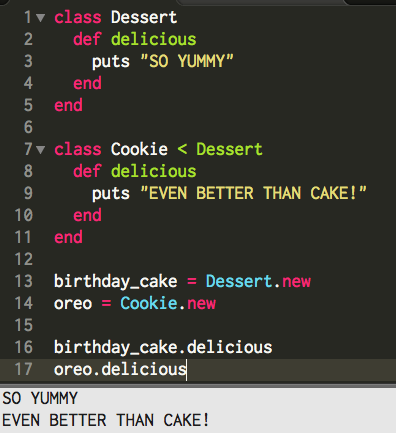 1 class Dessert
2   def delicious
3     puts "SO YUMMY"
4   end
5 end
6
7 class Cookie < Dessert
8   def delicious
9     puts "EVEN BETTER THAN CAKE!"
10   end
11 end
12
13 birthday_cake = Dessert.new
14 oreo = Cookie.new
15
16 birthday_cake.delicious
17 oreo.delicious
SO YUMMY
EVEN BETTER THAN CAKE!